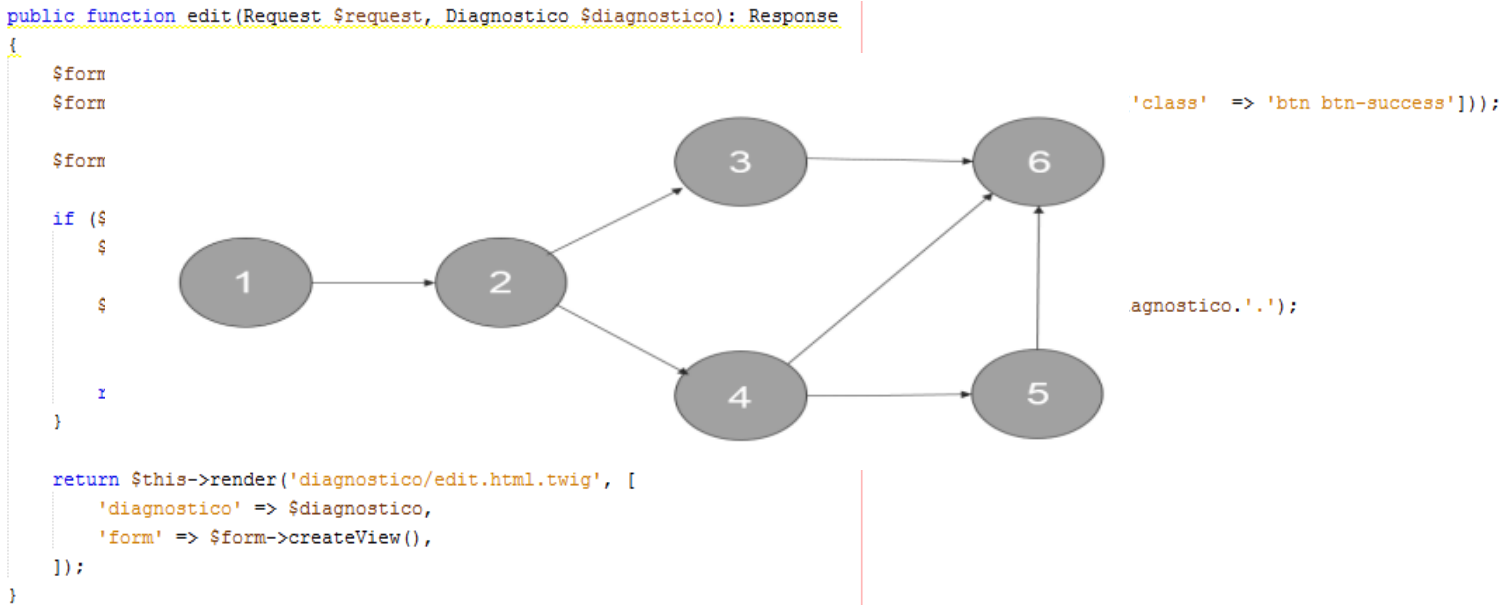 public function edit(Request $request, Diagnostico $diagnostico): Response
{
$form
$form 'class' => 'btn btn-success']));
3 6
$form
if ($
$
1 2
$ agnostico.'.');
4 5
r
}
return $this->render('diagnostico/edit.html.twig', [
'diagnostico' => $diagnostico,
'form' => $form->createView(),
]);
}